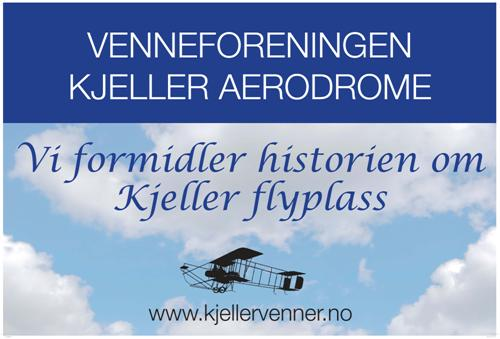 VENNEFORENINGEN
KJELLER AERODROME
Vi formidler historien om
Kjeller flyplass
www.kjellervenner.no